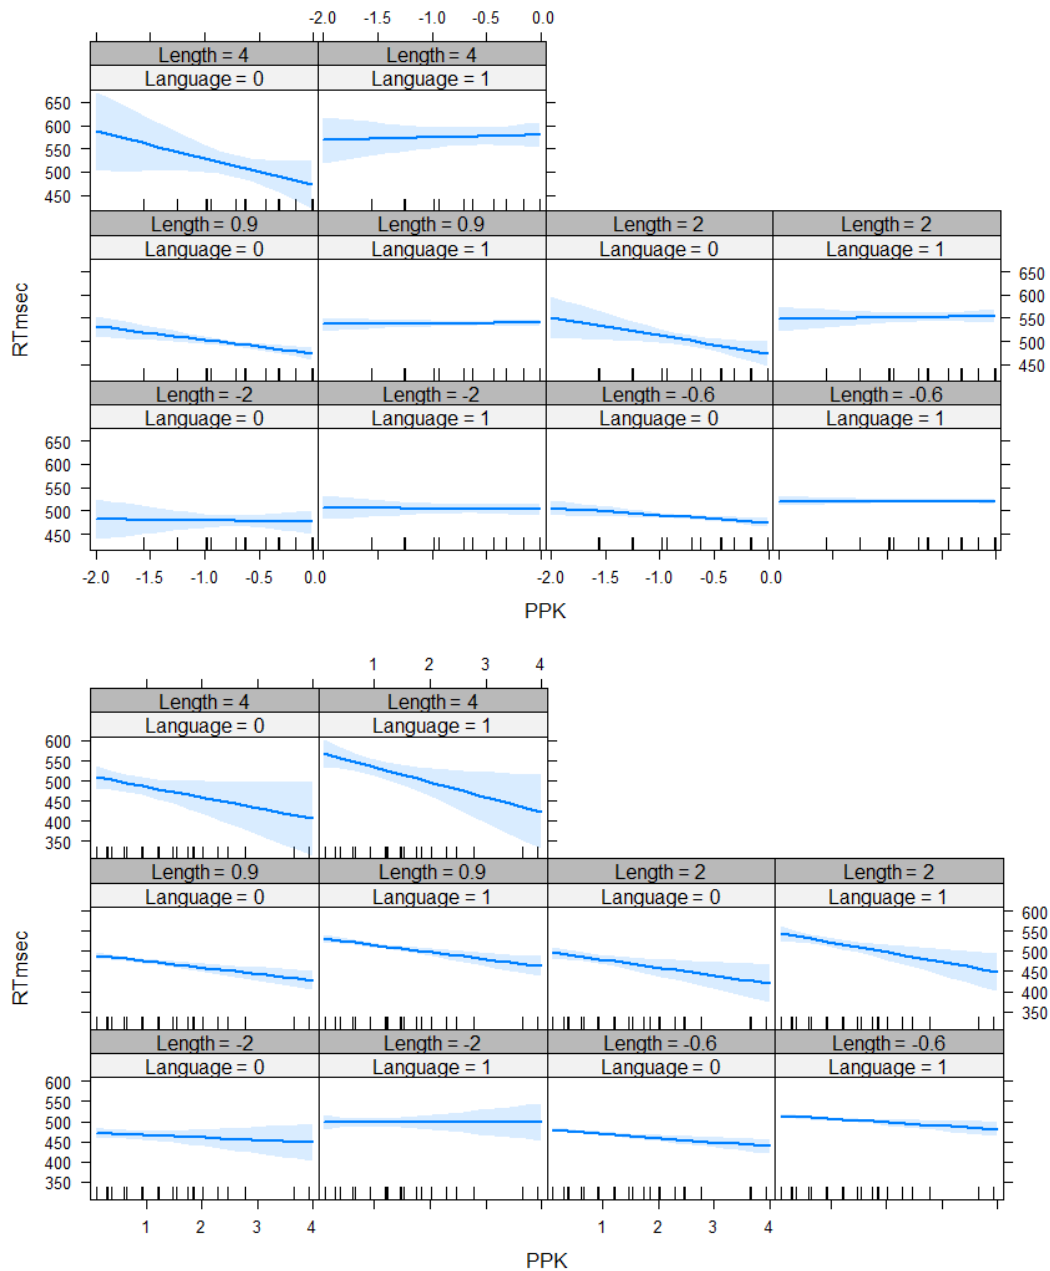 -2.0 -1.5 -1.0 -0.5 0.0
Length = 4 Length = 4
Language = 0 Language = 1
650
600
550
500
450
Length = 0.9 Length = 0.9 Length = 2 Length = 2
Language = 0 Language = 1 Language = 0 Language = 1
650
600
550
500
450
RTmsec
Length = -2 Length = -2 Length = -0.6 Length = -0.6
Language = 0 Language = 1 Language = 0 Language = 1
650
600
550
500
450
-2.0 -1.5 -1.0 -0.5 0.0 -2.0 -1.5 -1.0 -0.5 0.0
PPK
1 2 3 4
Length = 4 Length = 4
Language = 0 Language = 1
600
550
500
450
400
350
Length = 0.9 Length = 0.9 Length = 2 Length = 2
Language = 0 Language = 1 Language = 0 Language = 1
600
550
500
450
400
350
RTmsec
Length = -2 Length = -2 Length = -0.6 Length = -0.6
Language = 0 Language = 1 Language = 0 Language = 1
600
550
500
450
400
350
1 2 3 4 1 2 3 4
PPK